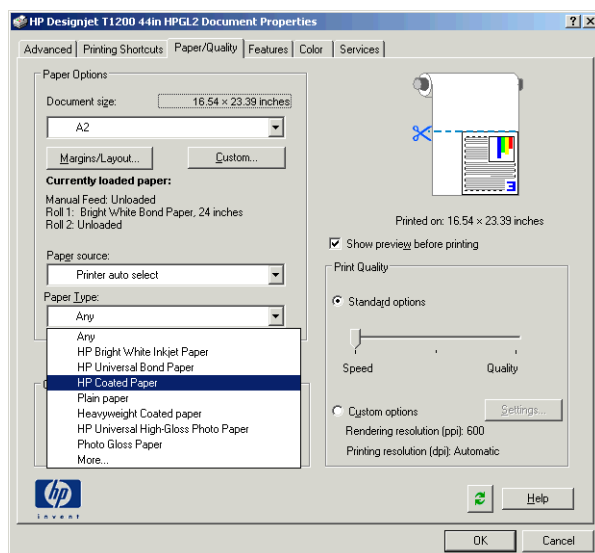 HP Designjet T1200 44in HPGL2 Document Properties
Advanced Printing Shortcuts Paper/Quality Features Color Services
Paper Options
Document size: 16.54 × 23.39 inches
A2
Margins/Layout... Custom...
Currently loaded paper:
Manual Feed: Unloaded
Roll 1: Bright White Bond Paper, 24 inches
Roll 2: Unloaded
Paper source:
Printer auto select
Paper Type:
Any
Any
HP Bright White Inkjet Paper
HP Universal Bond Paper
HP Coated Paper
Plain paper
Heavyweight Coated paper
HP Universal High-Gloss Photo Paper
Photo Gloss Paper
More...
3
Printed on: 16.54 × 23.39 inches
Show preview before printing
Print Quality
Standard options
Speed Quality
Custom options Settings...
Rendering resolution (ppi): 600
Printing resolution (dpi): Automatic
hp
invent
Help
OK Cancel